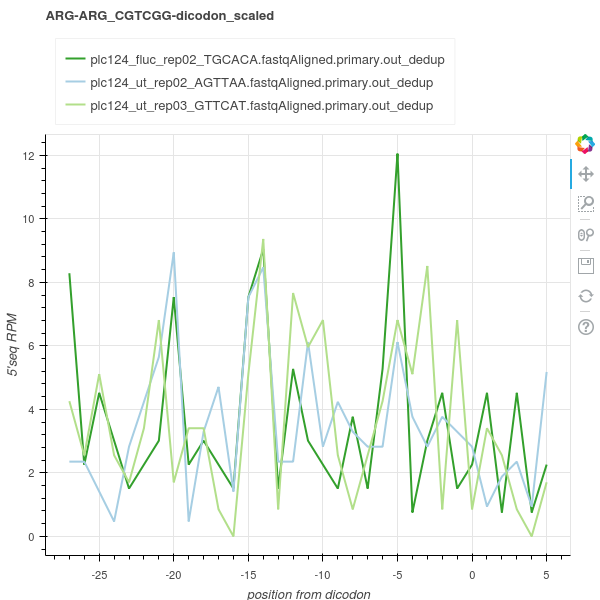 ARG-ARG_CGTCGG-dicodon_scaled
plc124_fluc_rep02_TGCACA.fastqAligned.primary.out_dedup
plc124_ut_rep02_AGTTAA.fastqAligned.primary.out_dedup
plc124_ut_rep03_GTTCAT.fastqAligned.primary.out_dedup
12
10
8
6
4
2
0
5'seq RPM
-25 -20 -15 -10 -5 0 5
position from dicodon